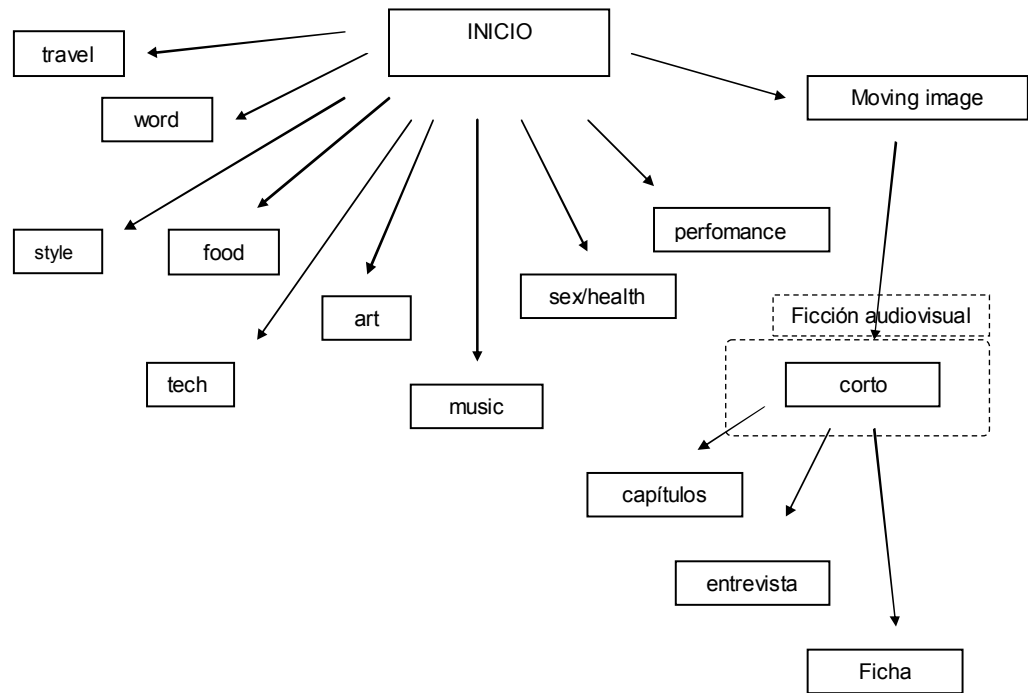 INICIO
travel
Moving image
word
perfomance
style
food
sex/health
art
Ficción audiovisual
tech
music
corto
capítulos
entrevista
Ficha